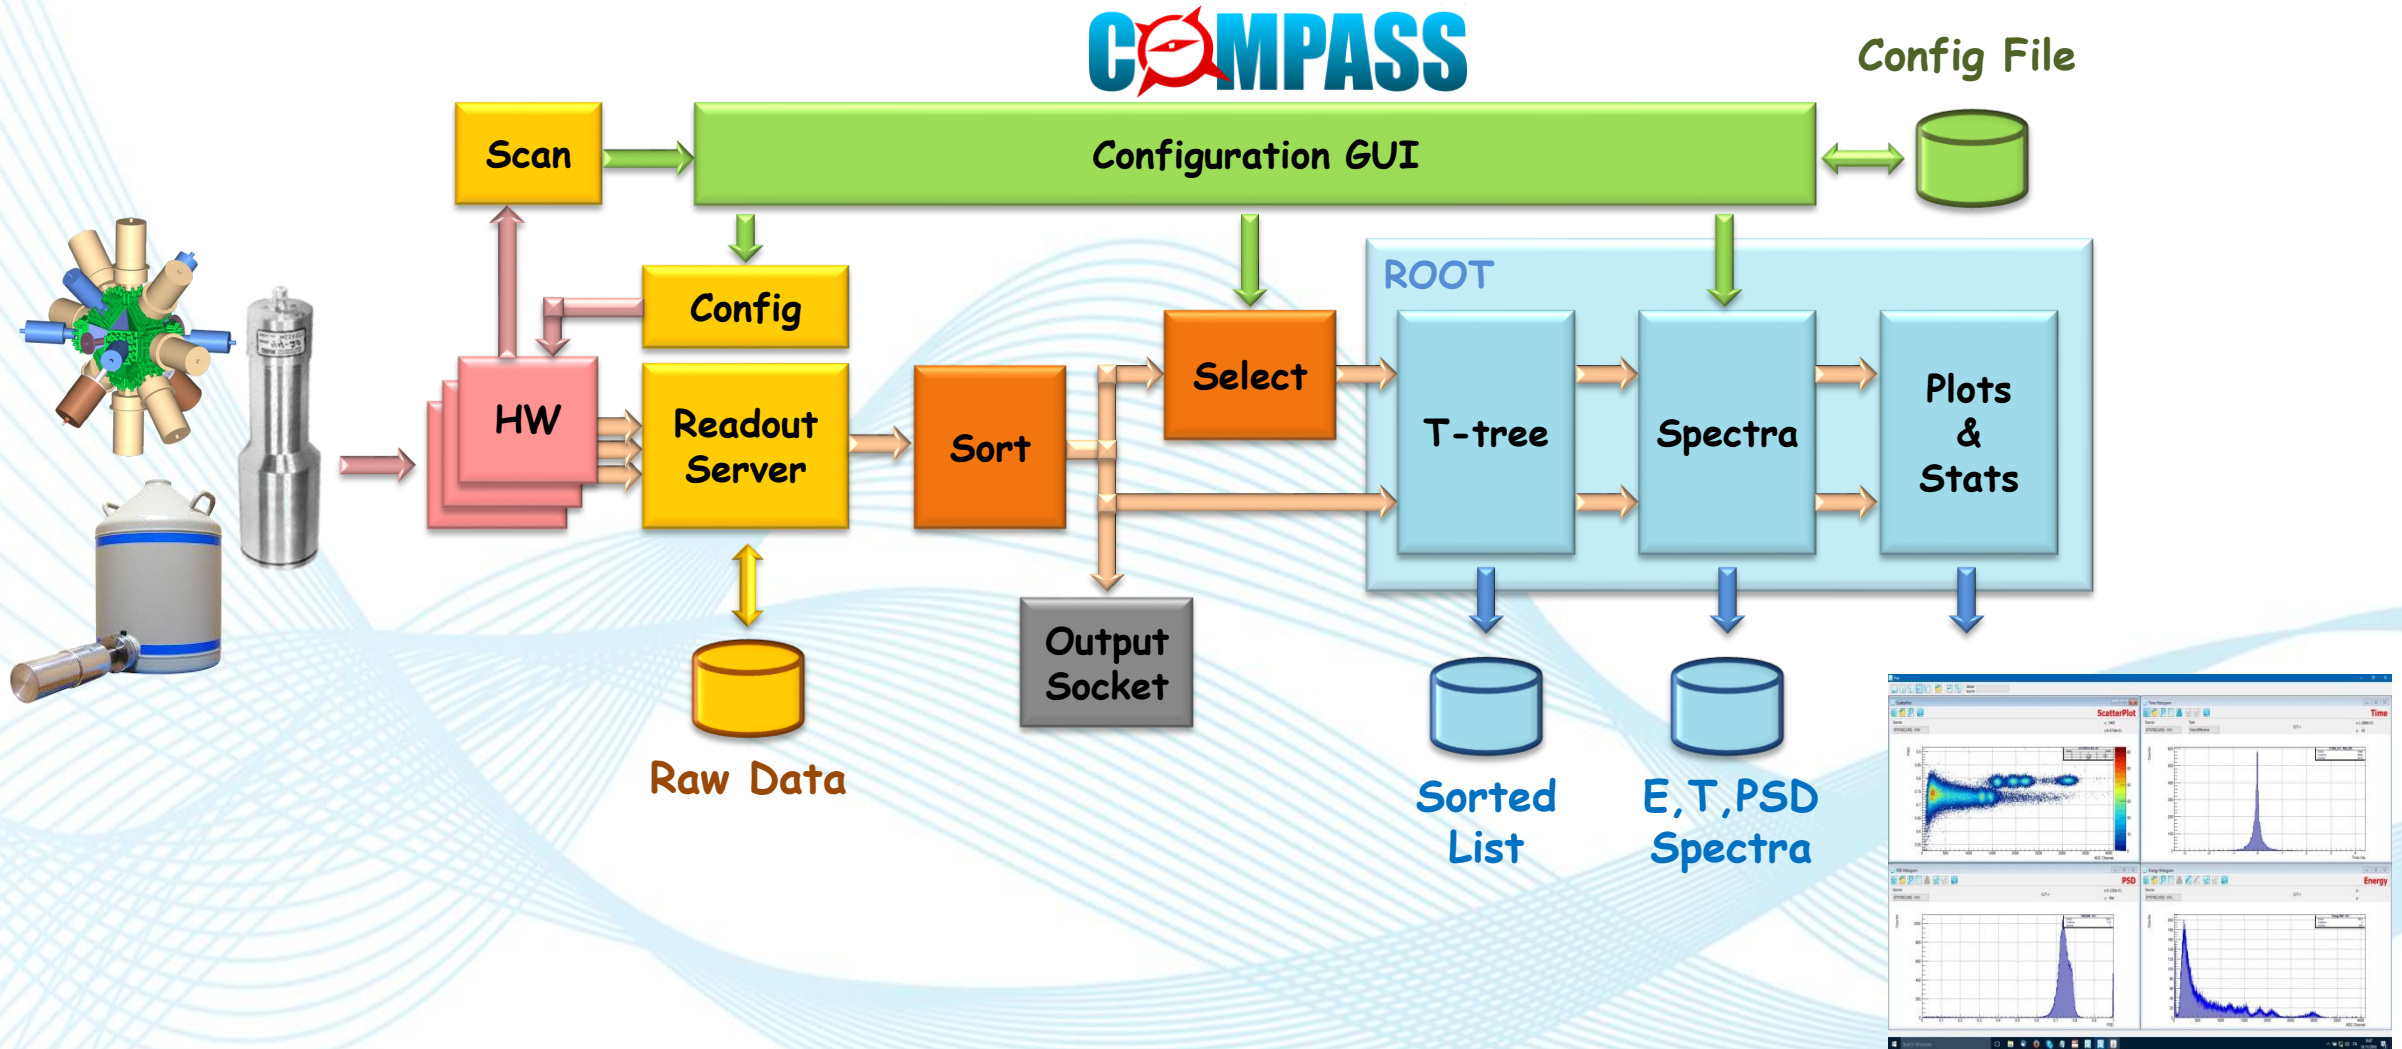 COMPASS
Config File
Scan
Configuration GUI
ROOT
Config
HW
Readout
Server
Sort
Select
T-tree
Spectra
Plots
&
Stats
Output
Socket
Raw Data
Sorted
List
E,T,PSD
Spectra
ScatterPlot
Time
PSD
Energy